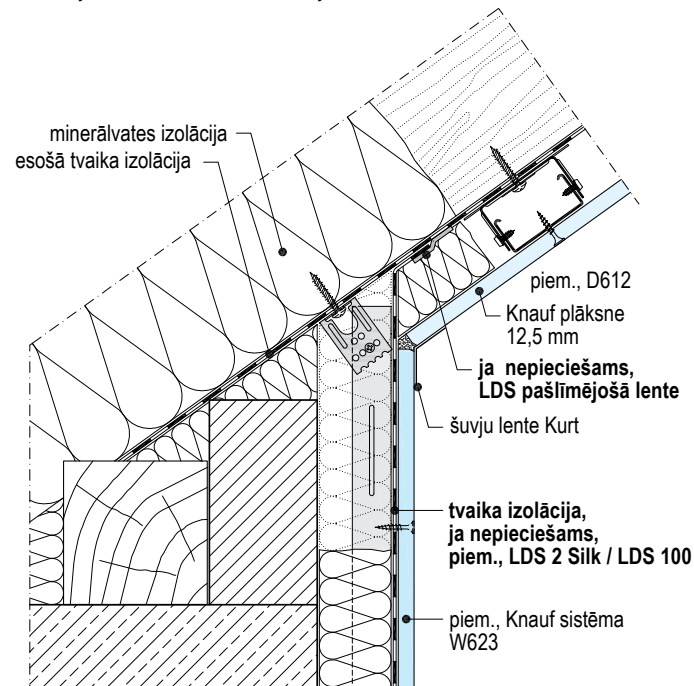 minerālvates izolācija
esošā tvaika izolācija
piem., D612
Knauf plāksne
12,5 mm
ja nepieciešams,
LDS pašlīmējošā lente
šuvju lente Kurt
tvaika izolācija,
ja nepieciešams,
piem., LDS 2 Silk / LDS 100
piem., Knauf sistēma
W623